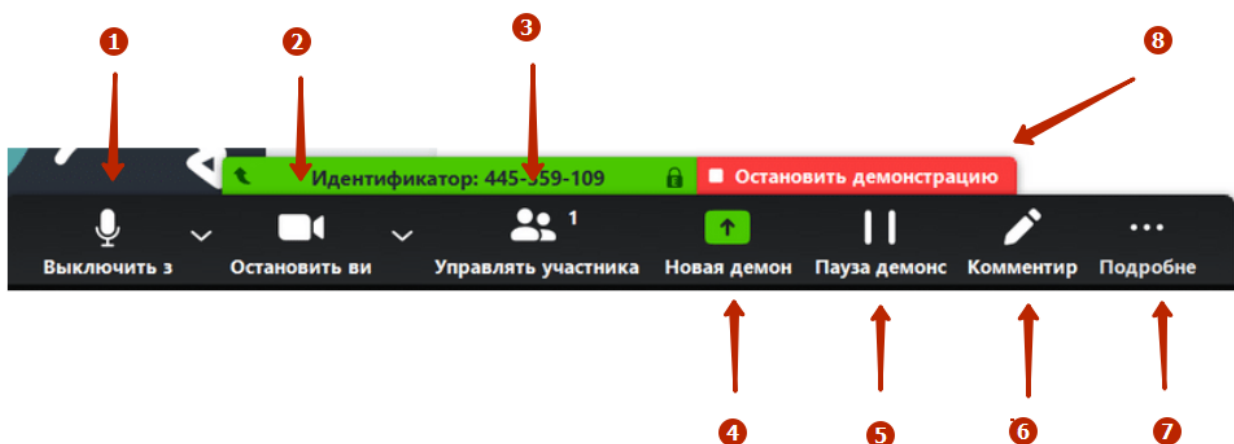 1 2 3 8
Идентификатор: 445-359-109 Остановить демонстрацию
1
Выключить з Остановить ви Управлять участника Новая демон Пауза демонс Комментир Подробне
4 5 6 7